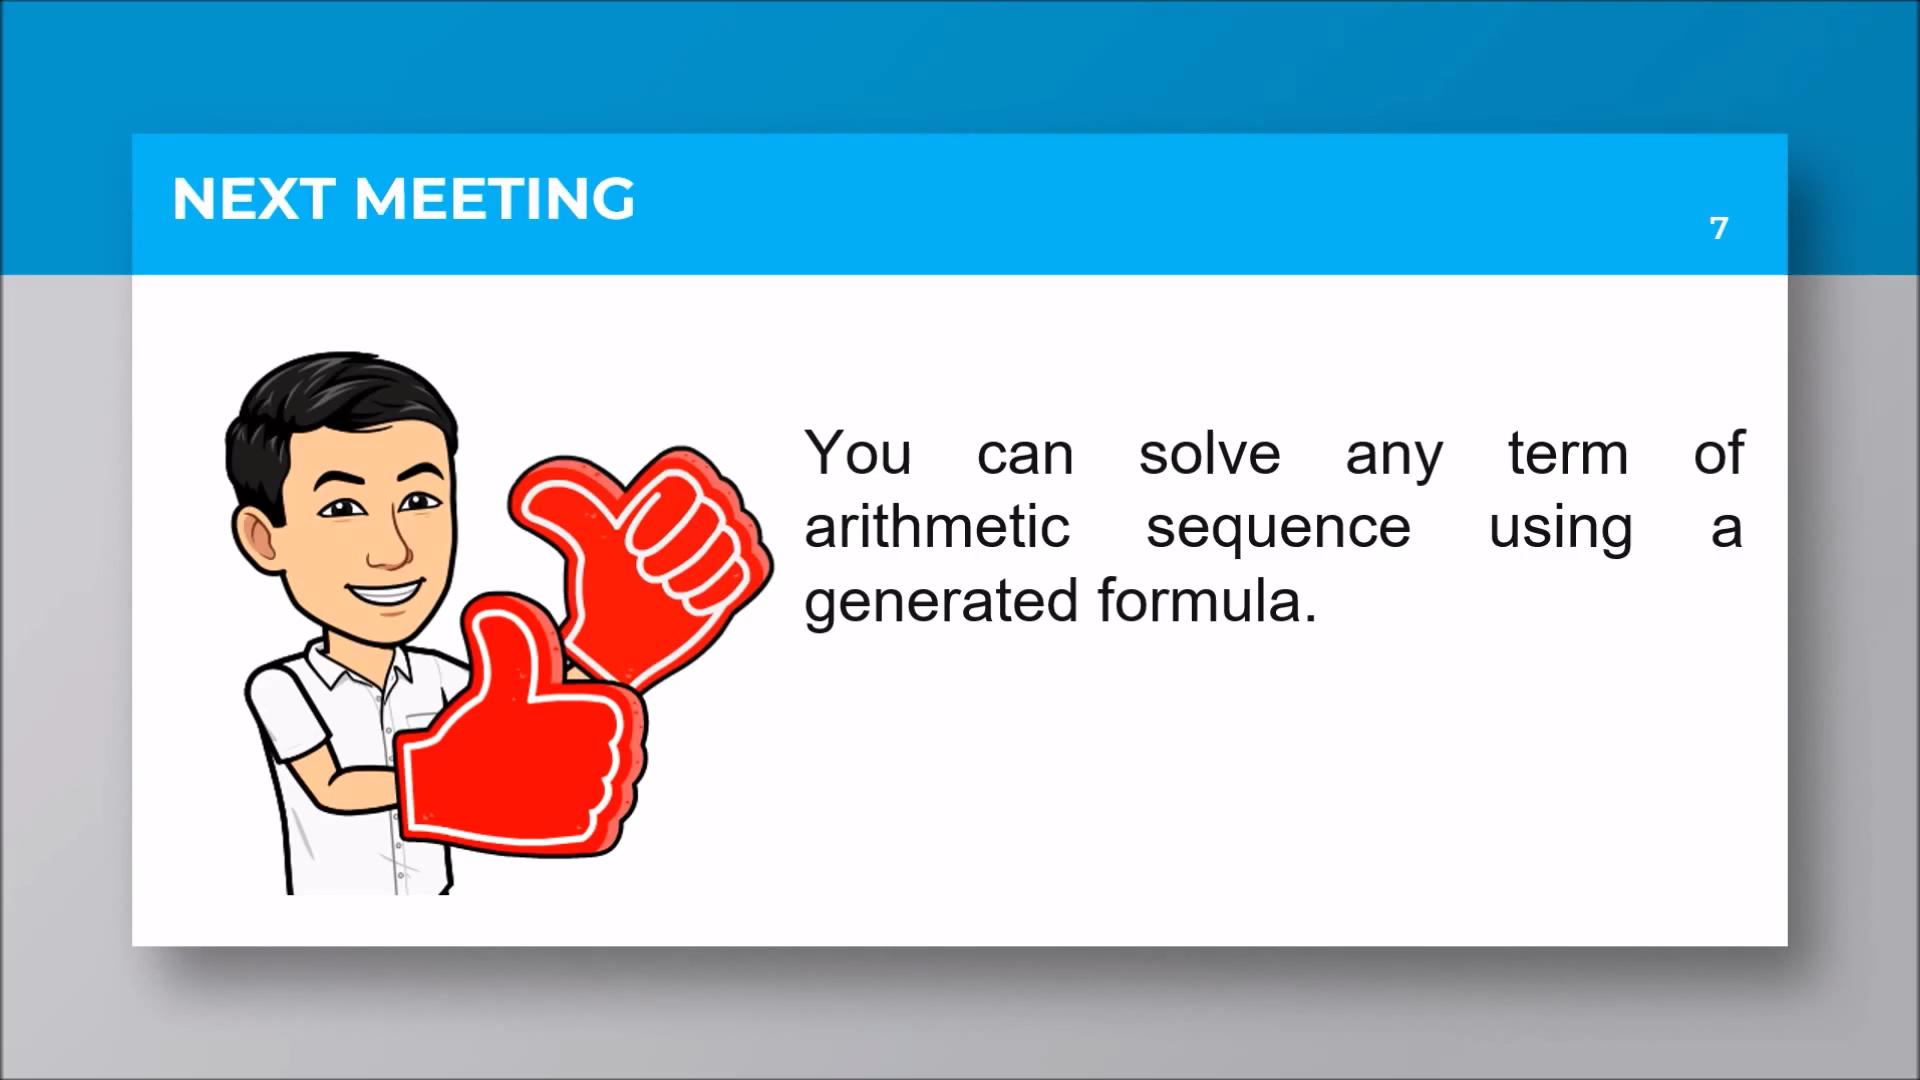 NEXT MEETING
7
You can solve any term of
arithmetic sequence using a
generated formula.